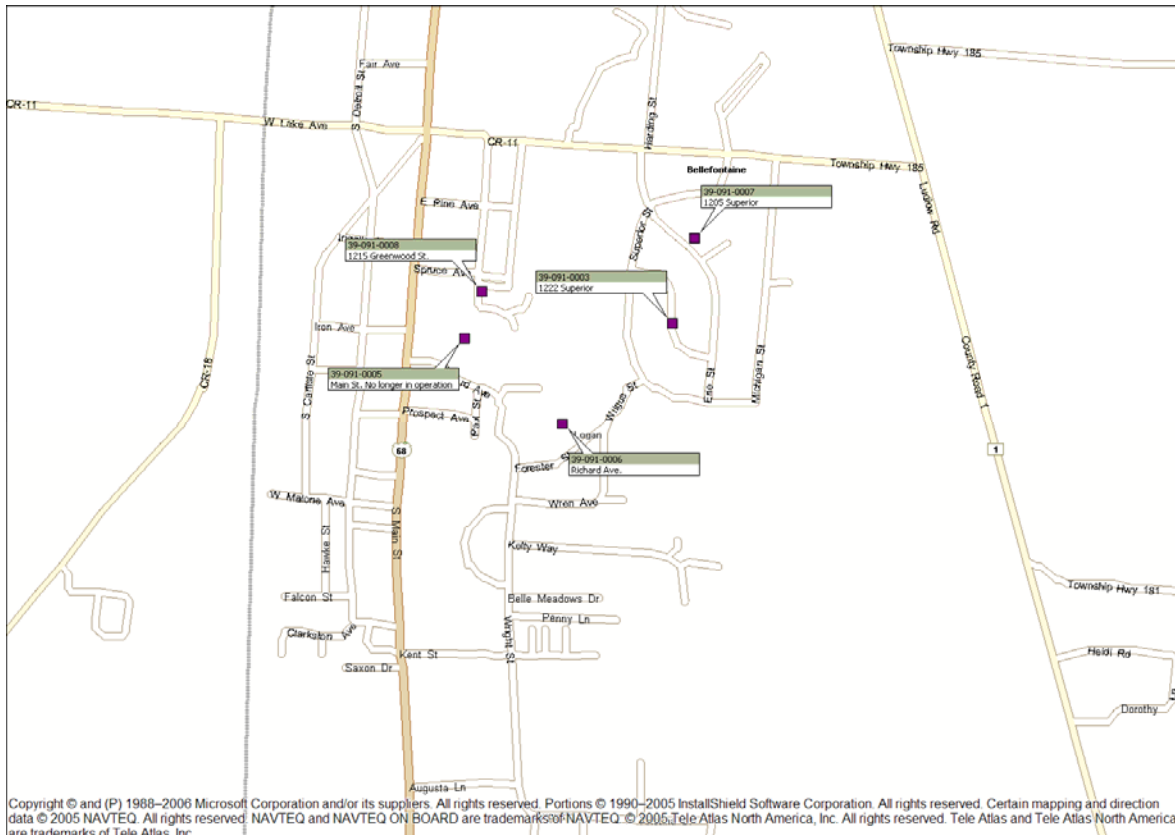 Township Hwy 185
Fair Ave
S Detroit St
CR-11
W Lake Ave
Harding St
CR-11
Township Hwy 185
Bellefontaine
39-091-0007
1205 Superior
Ludlow Rd
E Pine Ave
Superior St
39-091-0008
1215 Greenwood St.
Spruce Ave
39-091-0003
1222 Superior
Iron Ave
CR-18
S Carlisle St
39-091-0005
Main St. No longer in operation
Ave
Erie St
Michigan St
County Road 1
Prospect Ave
Park St
Wague St
68
Logan
1
Forester St
39-091-0006
Richard Ave.
W Malone Ave
Wren Ave
S Main St
Hawke St
Kelly Way
Township Hwy 181
Falcon St
Belle Meadows Dr
Penny Ln
Clarkston Ave
Wright St
Kent St
Heidi Rd
Saxon Dr
Dorothy
Augusta Ln
Copyright © and (P) 1988–2006 Microsoft Corporation and/or its suppliers. All rights reserved. Portions © 1990–2005 InstallShield Software Corporation. All rights reserved. Certain mapping and direction
data © 2005 NAVTEQ. All rights reserved. NAVTEQ and NAVTEQ ON BOARD are trademarks of NAVTEQ. © 2005 Tele Atlas North America, Inc. All rights reserved. Tele Atlas and Tele Atlas North America
are trademarks of Tele Atlas, Inc.